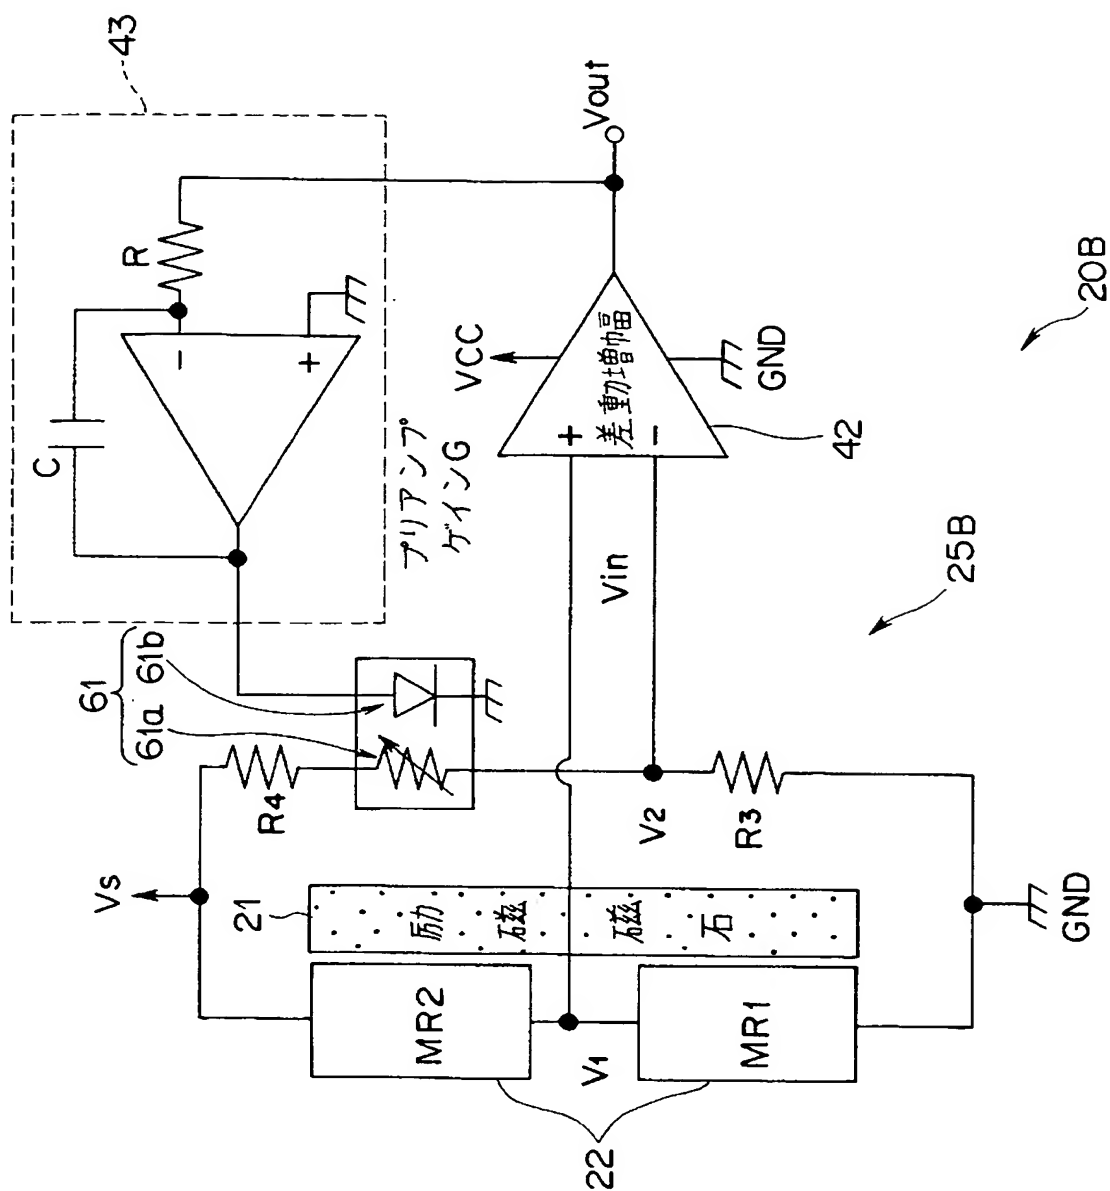 43
R
C
Vout
VCC
プリアンプ
ゲインG
差動増幅
GND
42
20B
Vin
25B
61
61a
61b
R4
Vs
21
励磁磁石
V2
R3
MR2
V1
MR1
GND
22
+
-
+
-